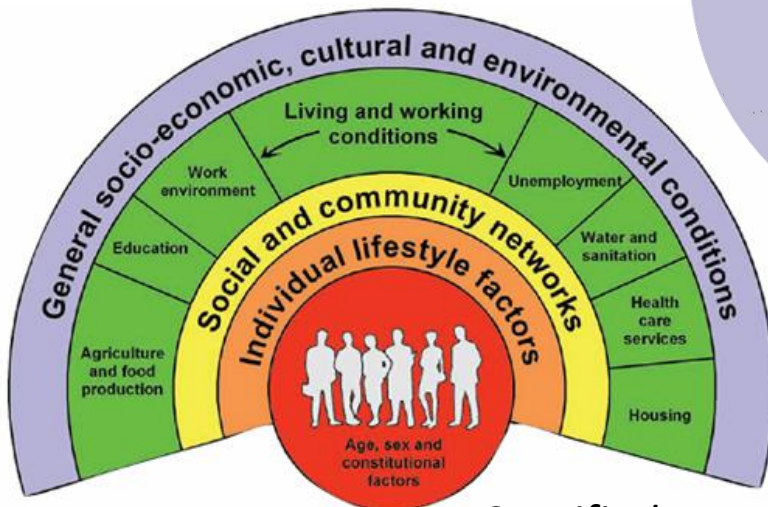 General socio-economic, cultural and environmental conditions
Living and working
conditions
Work
environment
Unemployment
Education
Water and
sanitation
Agriculture
and food
production
Health
care
services
Housing
Social and community networks
Individual lifestyle factors
Age, sex and
constitutional
factors